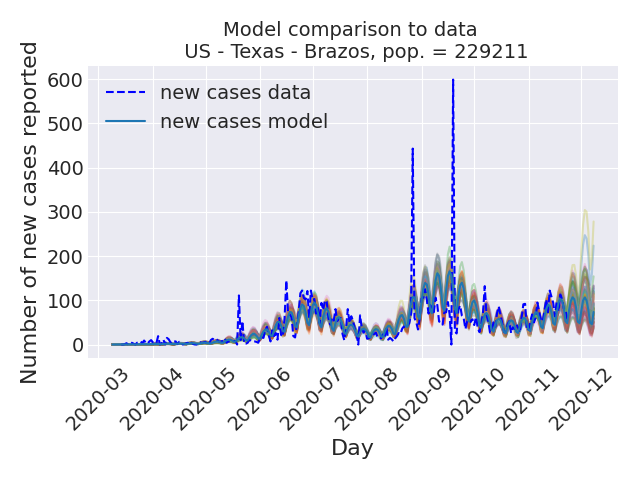 Model comparison to data
US - Texas - Brazos, pop. = 229211
Number of new cases reported
600
500
400
300
200
100
0
new cases data
new cases model
2020-03
2020-04
2020-05
2020-06
2020-07
2020-08
2020-09
2020-10
2020-11
2020-12
Day